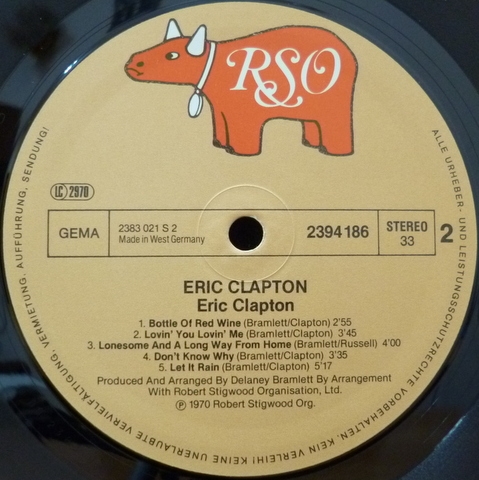 RSO
LC 2970
GEMA
2383 021 S 2
Made in West Germany
2394 186
STEREO
33
2
ERIC CLAPTON
Eric Clapton
1. Bottle Of Red Wine (Bramlett/Clapton) 2'55
2. Lovin' You Lovin' Me (Bramlett/Clapton) 3'45
3. Lonesome And A Long Way From Home (Bramlett/Russell) 4'00
4. Don't Know Why (Bramlett/Clapton) 3'35
5. Let It Rain (Bramlett/Clapton) 5'17
Produced And Arranged By Delaney Bramlett By Arrangement
With Robert Stigwood Organisation, Ltd.
Ⓟ 1970 Robert Stigwood Org.
ALLE URHEBER- UND LEISTUNGSSCHUTZRECHTE VORBEHALTEN. KEIN VERLEIH! KEINE UNERLAUBTE VERVIELFÄLTIGUNG, VERMIETUNG, AUFFÜHRUNG, SENDUNG!